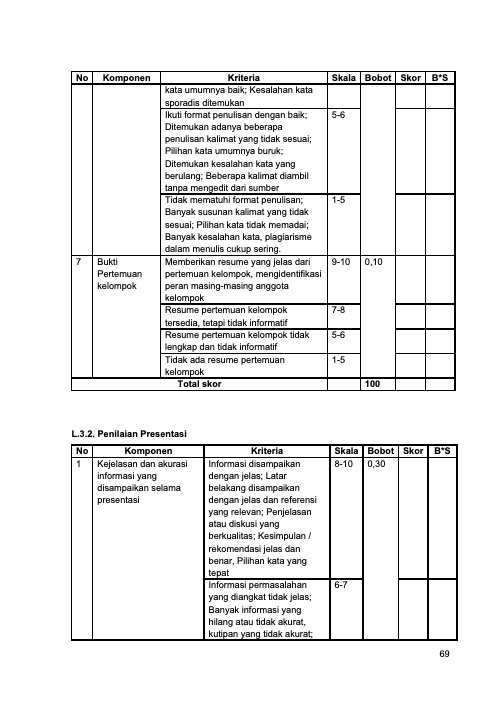 No Komponen Kriteria Skala Bobot Skor B*S
kata umumnya baik; Kesalahan kata
sporadis ditemukan
Ikuti format penulisan dengan baik; 5-6
Ditemukan adanya beberapa
penulisan kalimat yang tidak sesuai;
Pilihan kata umumnya buruk;
Ditemukan kesalahan kata yang
berulang; Beberapa kalimat diambil
tanpa mengedit dari sumber
Tidak mematuhi format penulisan; 1-5
Banyak susunan kalimat yang tidak
sesuai; Pilihan kata tidak memadai;
Banyak kesalahan kata, plagiarisme
dalam menulis cukup sering.
7 Bukti Memberikan resume yang jelas dari 9-10 0,10
Pertemuan pertemuan kelompok, mengidentifikasi
kelompok peran masing-masing anggota
kelompok
Resume pertemuan kelompok 7-8
tersedia, tetapi tidak informatif
Resume pertemuan kelompok tidak 5-6
lengkap dan tidak informatif
Tidak ada resume pertemuan 1-5
kelompok
Total skor 100
L.3.2. Penilaian Presentasi
No Komponen Kriteria Skala Bobot Skor B*S
1 Kejelasan dan akurasi Informasi disampaikan 8-10 0,30
informasi yang dengan jelas; Latar
disampaikan selama belakang disampaikan
presentasi dengan jelas dan referensi
yang relevan; Penjelasan
atau diskusi yang
berkualitas; Kesimpulan /
rekomendasi jelas dan
benar, Pilihan kata yang
tepat
Informasi permasalahan 6-7
yang diangkat tidak jelas;
Banyak informasi yang
hilang atau tidak akurat,
kutipan yang tidak akurat;
69